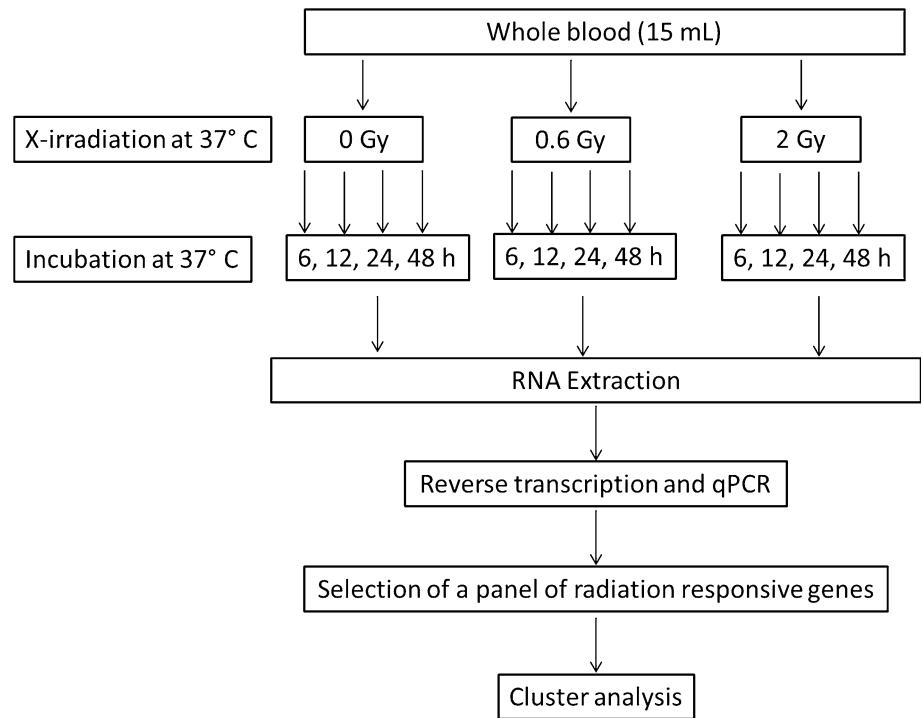 Whole blood (15 mL)
X-irradiation at 37° C
0 Gy
0.6 Gy
2 Gy
Incubation at 37° C
6, 12, 24, 48 h
6, 12, 24, 48 h
6, 12, 24, 48 h
RNA Extraction
Reverse transcription and qPCR
Selection of a panel of radiation responsive genes
Cluster analysis